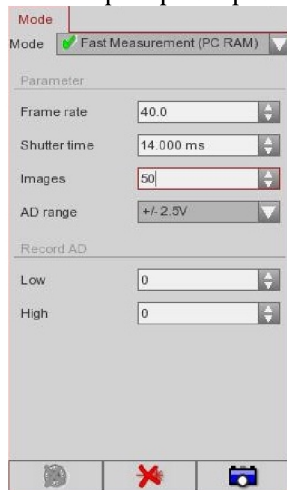 Mode
Mode Fast Measurement (PC RAM)
Parameter
Frame rate 40.0
Shutter time 14.000 ms
Images 50
AD range +/- 2.5V
Record AD
Low 0
High 0